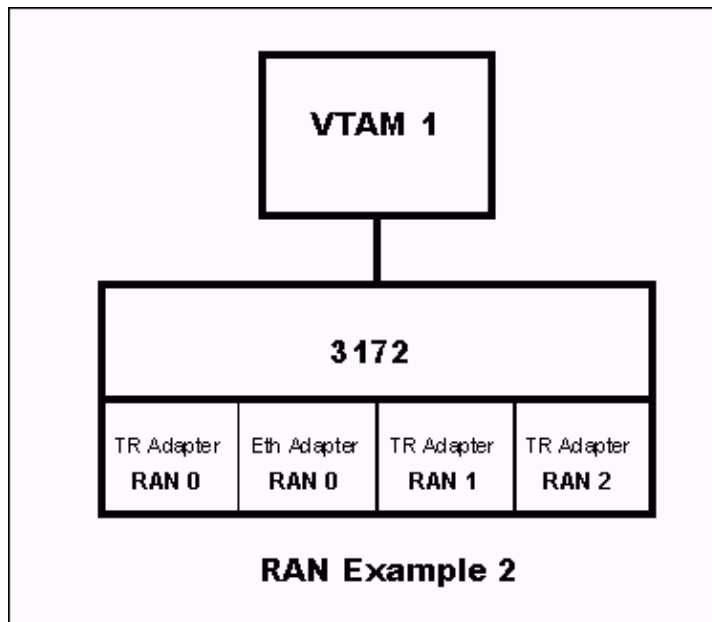 VTAM 1
3172
TR Adapter Eth Adapter TR Adapter TR Adapter
RAN 0 RAN 0 RAN 1 RAN 2
RAN Example 2